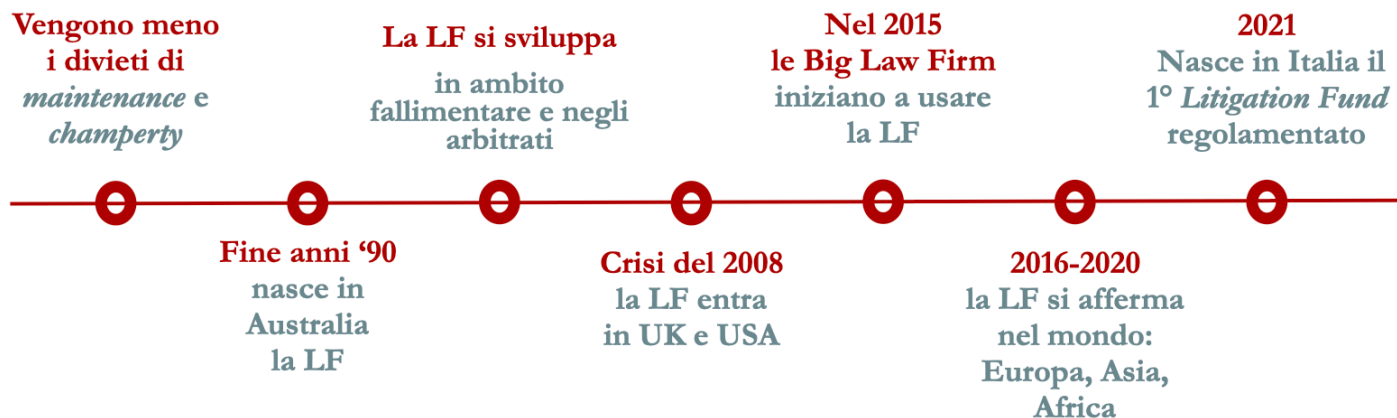 Vengono meno
i divieti di
maintenance e
champerty
Fine anni ‘90
nasce in
Australia
la LF
La LF si sviluppa
in ambito
fallimentare e negli
arbitrati
Crisi del 2008
la LF entra
in UK e USA
Nel 2015
le Big Law Firm
iniziano a usare
la LF
2016-2020
la LF si afferma
nel mondo:
Europa, Asia,
Africa
2021
Nasce in Italia il
1° Litigation Fund
regolamentato